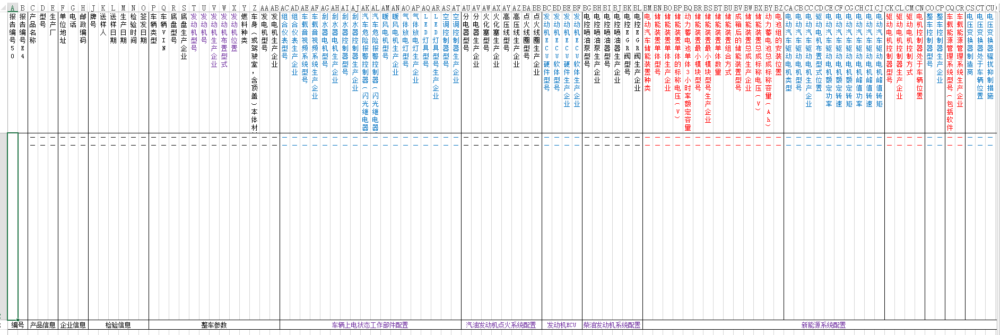 A B C D E F G H J K L M N O P Q R S T U V W X Y Z AA AB AC AD AE AF AG AH AI AJ AK AL AM AN AO AP AQ AR AS AT AU AV AW AX AY AZ BA BB BC BD BE BF BG BH BI BJ BK BL BM BN BO BP BQ BR BS BT BU BV BW BX BY BZ CA CB CC CD CE CF CG CH CI CJ CK CL CM CN CO CP CQ CR CS CT CU
报告编号50
报告编号E4
产品名称
型号
生产厂
单位地址
电话
邮政编码
牌号
送样人
送样日期
生产日期
检验时间
签发日期
车辆类型
车辆VIN
底盘型号
底盘生产企业
发动机型号
发动机号
发动机生产企业
发动机布置型式
发动机位置
燃料种类
车身（或驾驶室，含顶盖）本体材
发电机型号
发电机生产企业
组合仪表型号
组合仪表生产企业
车载音视频系统型号
车载音视频系统生产企业
刮水器电机型号
刮水器电机生产企业
刮水器控制器型号
刮水器控制器生产企业
汽车危险报警控制器（闪光继电器
汽车危险报警控制器（闪光继电器
暖风电机型号
暖风电机生产企业
气体放电灯型号
气体放电灯生产企业
LED灯具型号
LED灯具型号生产企业
空调控制器型号
空调控制器生产企业
分电器型号
分电器生产企业
火化塞型号
火化塞生产企业
高压线型号
高压线生产企业
点火线圈型号
点火线圈生产企业
发动机ECU硬件型号
发动机ECU软体型号
发动机ECU硬件生产企业
发动机ECU软体生产企业
电控喷油泵型号
电控喷油泵生产企业
电控喷油器型号
电控喷油器生产企业
电控EGR阀型号
电控EGR阀生产企业
电动汽车储能装置种类
储能装置单体型号
储能装置单体生产企业
储能装置单体的标称电压（V）
动力蓄电池单体3小时率额定容量
储能装置最小模块型号
储能装置最小模块型号生产企业
储能装置单体数量
储能装置组合方式
成箱后的储能装置型号
储能装置总成生产企业
储能装置总成标称电压（V）
动力蓄电池总成标称容量（Ah）
电池组的安装位置
电动汽车驱动电机类型
电动汽车驱动电机型号
电动汽车驱动电机生产企业
驱动电机布置型式位置
电动汽车驱动电机额定功率
电动汽车驱动电机额定转速
电动汽车驱动电机额定转矩
电动汽车驱动电机峰值功率
电动汽车驱动电机峰值转速
电动汽车驱动电机峰值转矩
驱动电机控制器型号
驱动电机控制器生产企业
驱动电机控制方式
电机控制器处于车辆位置
整车控制器型号
整车控制器生产企业
车载能源管理系统型号（包括软件
车载能源管理系统生产企业
电压变换器制造商
电压变换器处于车辆位置
电压变换器骚扰抑制措施
编号 产品信息 企业信息 检验信息 整车参数 车辆上电状态工作部件配置 汽油发动机点火系统配置 发动机ECU 柴油发动机系统配置 新能源系统配置